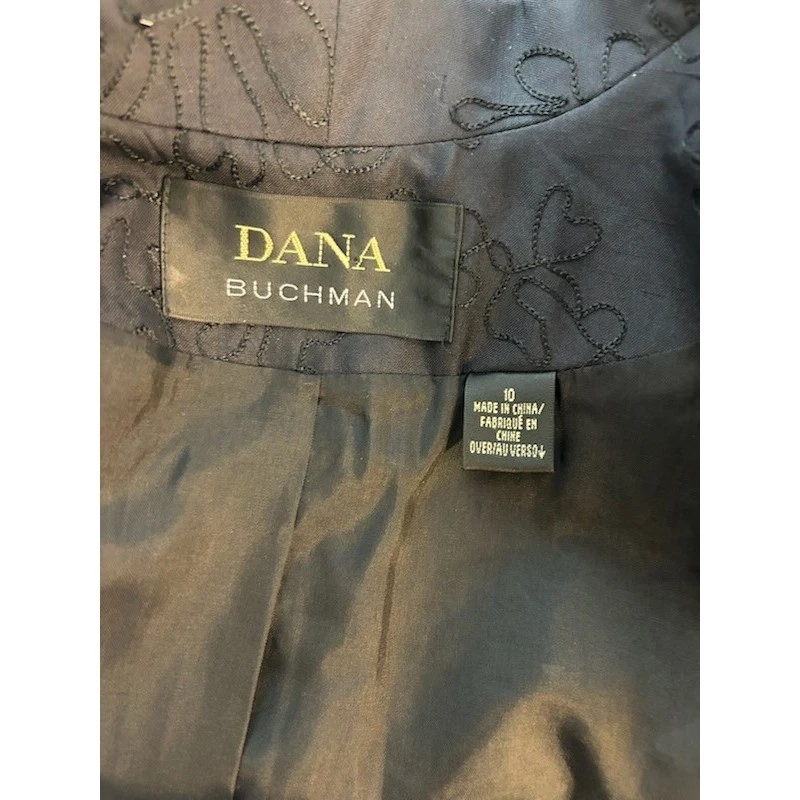 DANA
BUCHMAN
10
MADE IN CHINA/
FABRIQUÉ EN
CHINE
OVER/AU VERSO↓